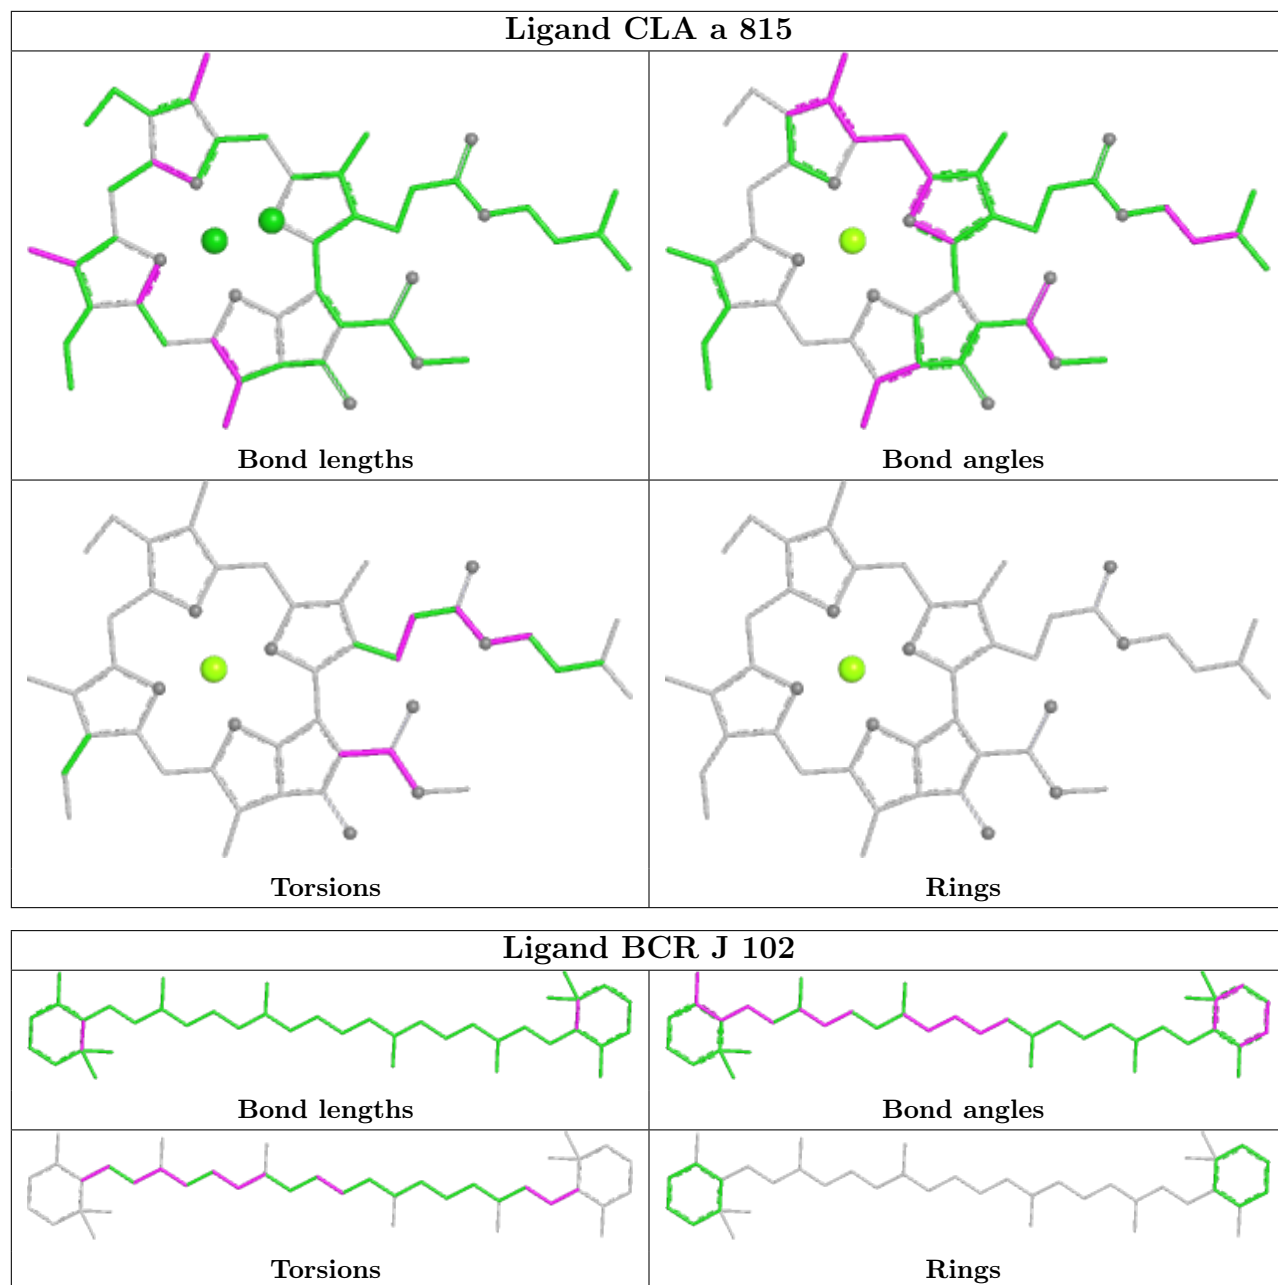 Ligand CLA a 815
Bond lengths
Bond angles
Torsions
Rings
Ligand BCR J 102
Bond lengths
Bond angles
Torsions
Rings